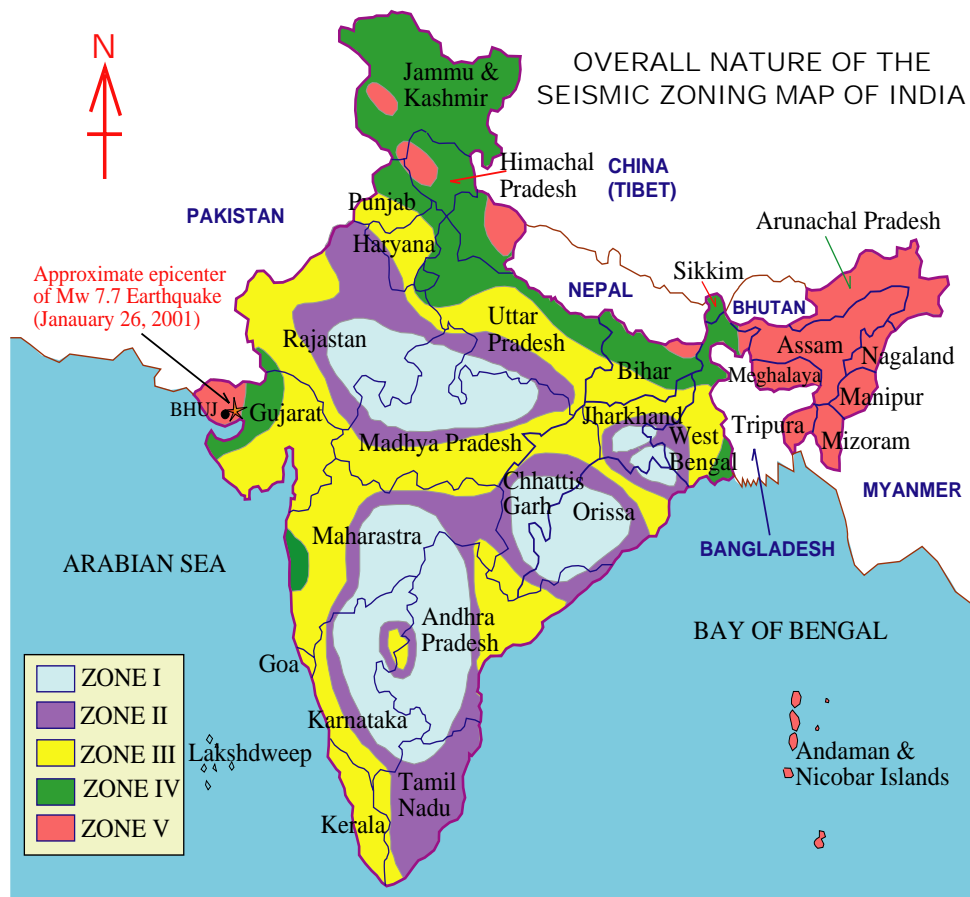 N
OVERALL NATURE OF THE
SEISMIC ZONING MAP OF INDIA
Jammu &
Kashmir
Himachal
Pradesh
CHINA
(TIBET)
PAKISTAN
Punjab
Haryana
Arunachal Pradesh
Approximate epicenter
of Mw 7.7 Earthquake
(Janauary 26, 2001)
Sikkim
NEPAL
BHUTAN
Rajastan
Uttar
Pradesh
Assam
Nagaland
Bihar
Meghalaya
Manipur
BHUJ
Gujarat
Jharkhand
Tripura
Mizoram
Madhya Pradesh
West
Bengal
Chhattis
Garh
Orissa
MYANMER
Maharastra
BANGLADESH
ARABIAN SEA
Andhra
Pradesh
BAY OF BENGAL
Goa
ZONE I
ZONE II
ZONE III
ZONE IV
ZONE V
Karnataka
Lakshdweep
Andaman &
Nicobar Islands
Tamil
Nadu
Kerala